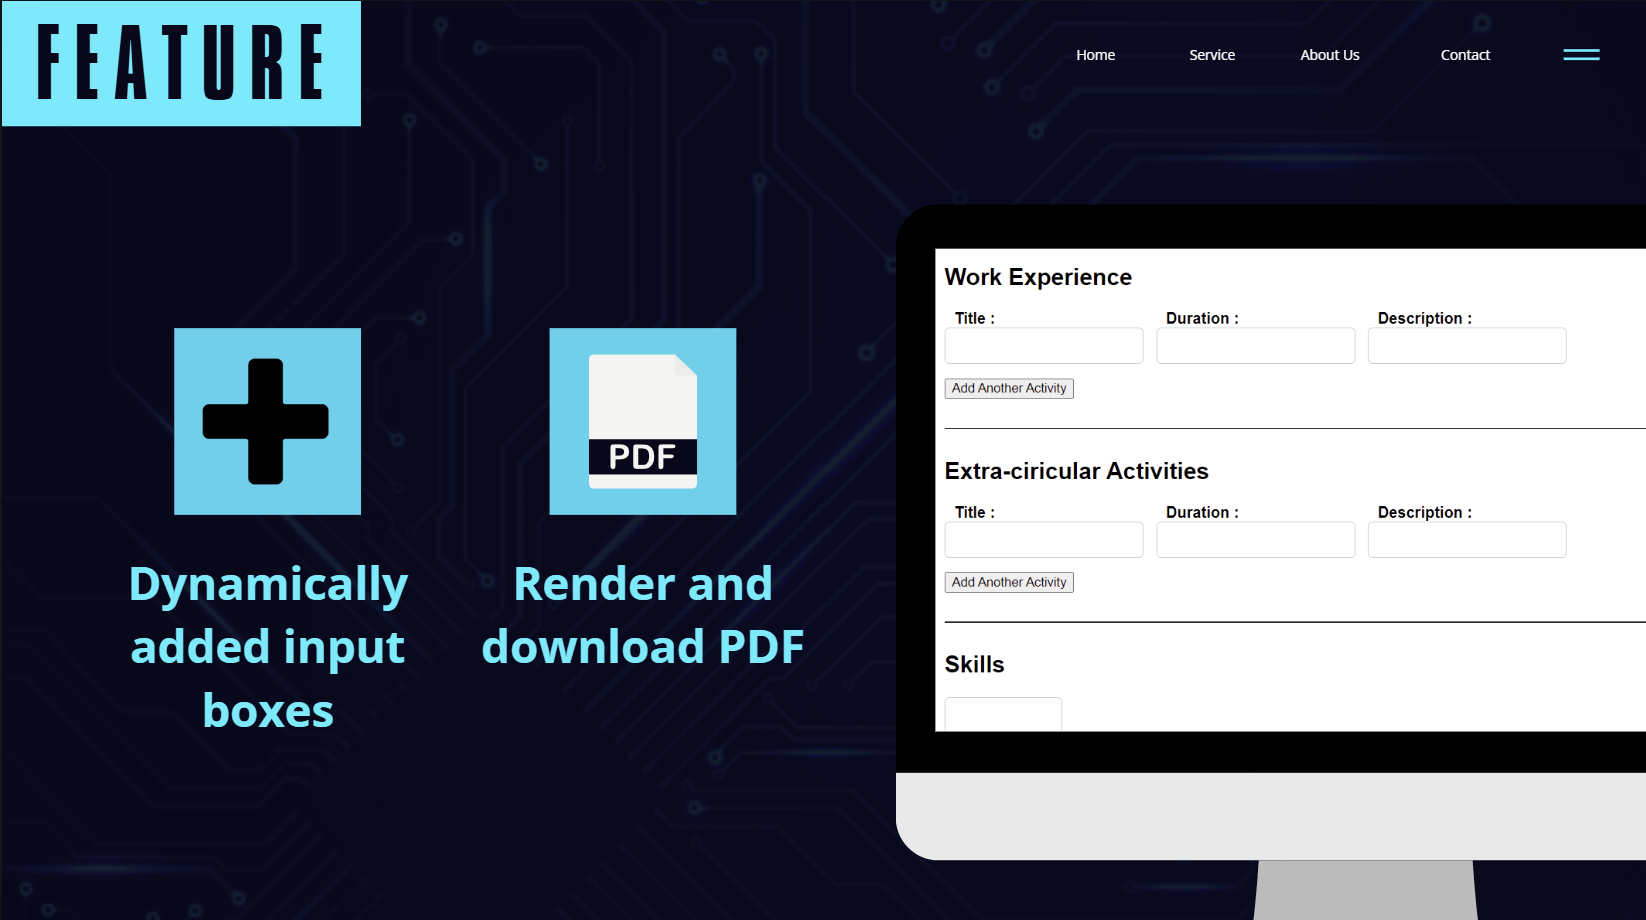 FEATURE
Home Service About Us Contact
PDF
Dynamically
added input
boxes
Render and
download PDF
Work Experience
Title : Duration : Description :
Add Another Activity
Extra-ciricular Activities
Title : Duration : Description :
Add Another Activity
Skills